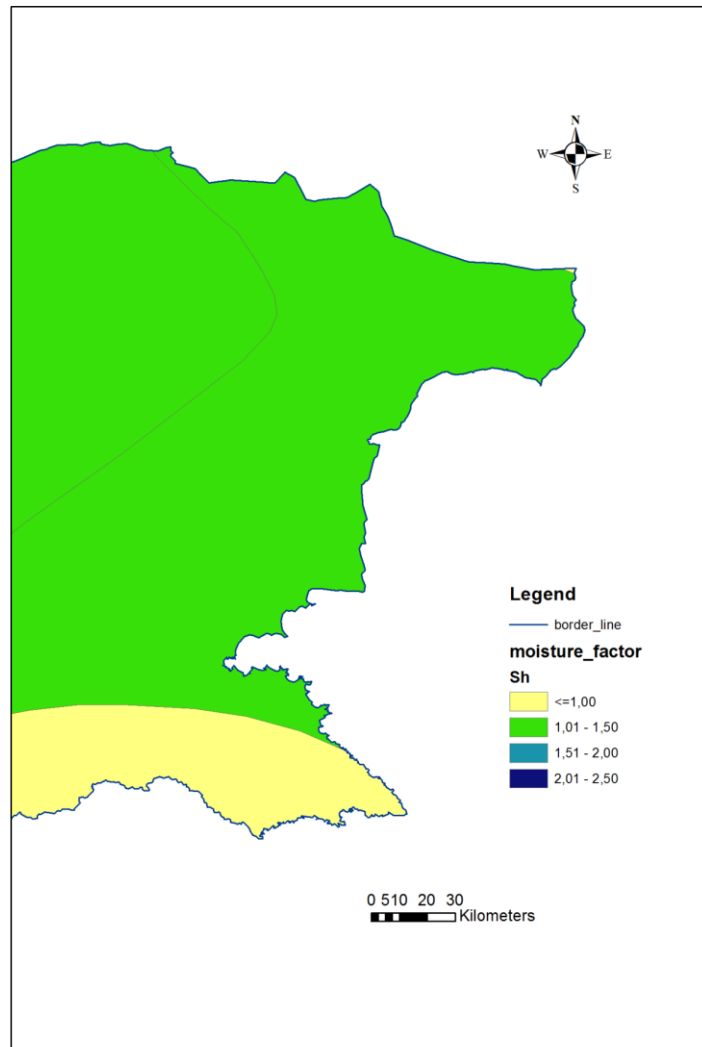 N
W E
S
Legend
border_line
moisture_factor
Sh
<=1,00
1,01 - 1,50
1,51 - 2,00
2,01 - 2,50
0 510 20 30
Kilometers